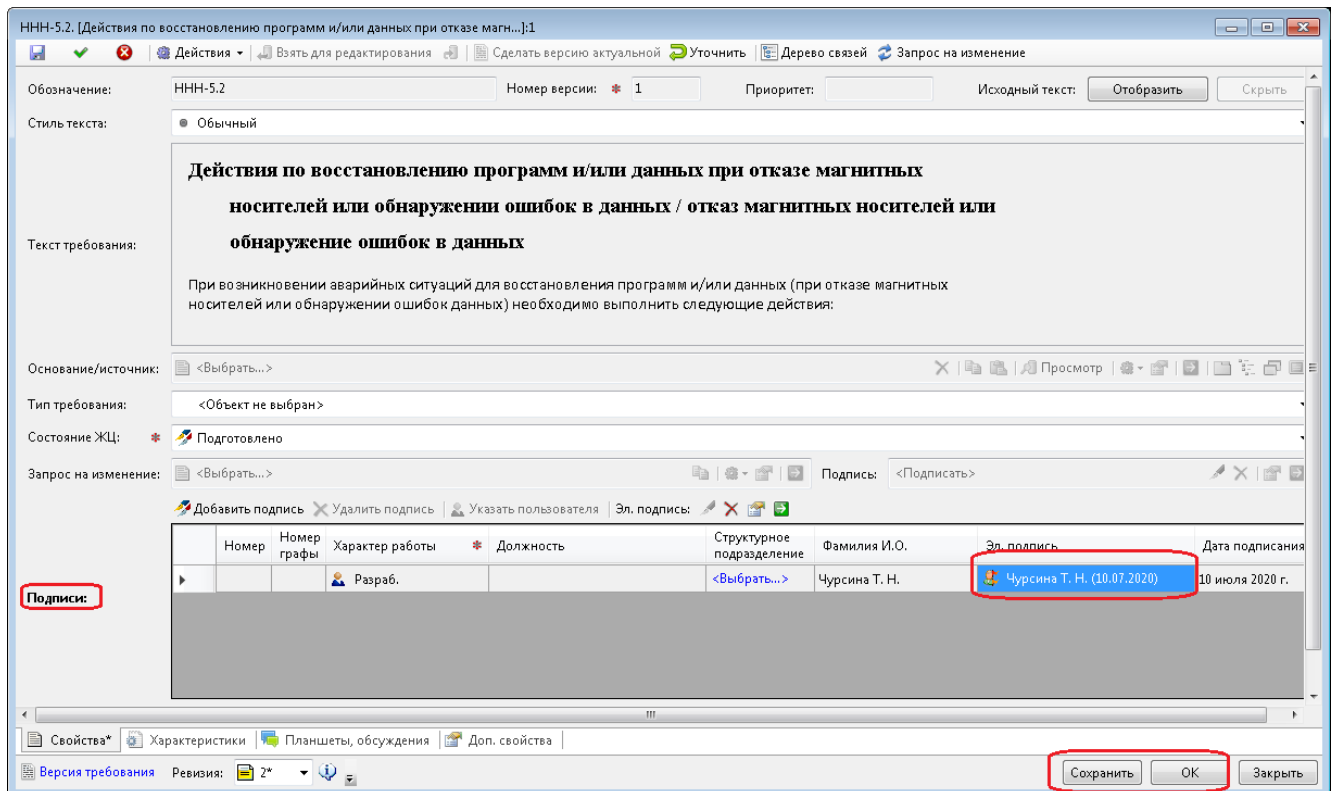 ННН-5.2. [Действия по восстановлению программ и/или данных при отказе магн...]:1
Действия Взять для редактирования Сделать версию актуальной Уточнить Дерево связей Запрос на изменение
Обозначение: ННН-5.2 Номер версии: * 1 Приоритет: Исходный текст: Отобразить Скрыть
Стиль текста: Обычный
Текст требования:
Действия по восстановлению программ и/или данных при отказе магнитных
носителей или обнаружении ошибок в данных / отказ магнитных носителей или
обнаружение ошибок в данных
При возникновении аварийных ситуаций для восстановления программ и/или данных (при отказе магнитных
носителей или обнаружении ошибок данных) необходимо выполнить следующие действия:
Основание/источник: <Выбрать...> Просмотр
Тип требования: <Объект не выбран>
Состояние ЖЦ: * Подготовлено
Запрос на изменение: <Выбрать...> Подпись: <Подписать>
Добавить подпись Удалить подпись Указать пользователя Эл. подпись:
Номер Номер графы Характер работы * Должность Структурное подразделение Фамилия И.О. Эл. подпись Дата подписания
Разраб. <Выбрать...> Чурсина Т. Н. Чурсина Т. Н. (10.07.2020) 10 июля 2020 г.
Подписи:
Свойства* Характеристики Планшеты, обсуждения Доп. свойства
Версия требования Ревизия: 2* Сохранить ОК Закрыть